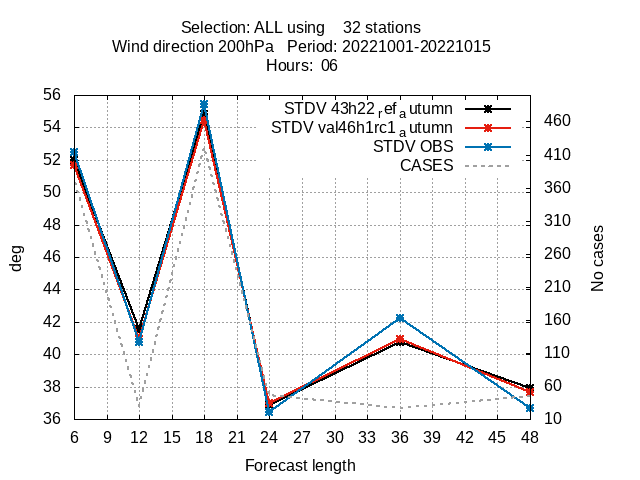 Selection: ALL using    32 stations
Wind direction 200hPa   Period: 20221001-20221015
Hours:  06
STDV 43h22ᵣefₐutumn
STDV val46h1rc1ₐutumn
STDV OBS
CASES
56
54
52
50
48
46
44
42
40
38
36
460
410
360
310
260
210
160
110
60
10
deg
No cases
6 9 12 15 18 21 24 27 30 33 36 39 42 45 48
Forecast length